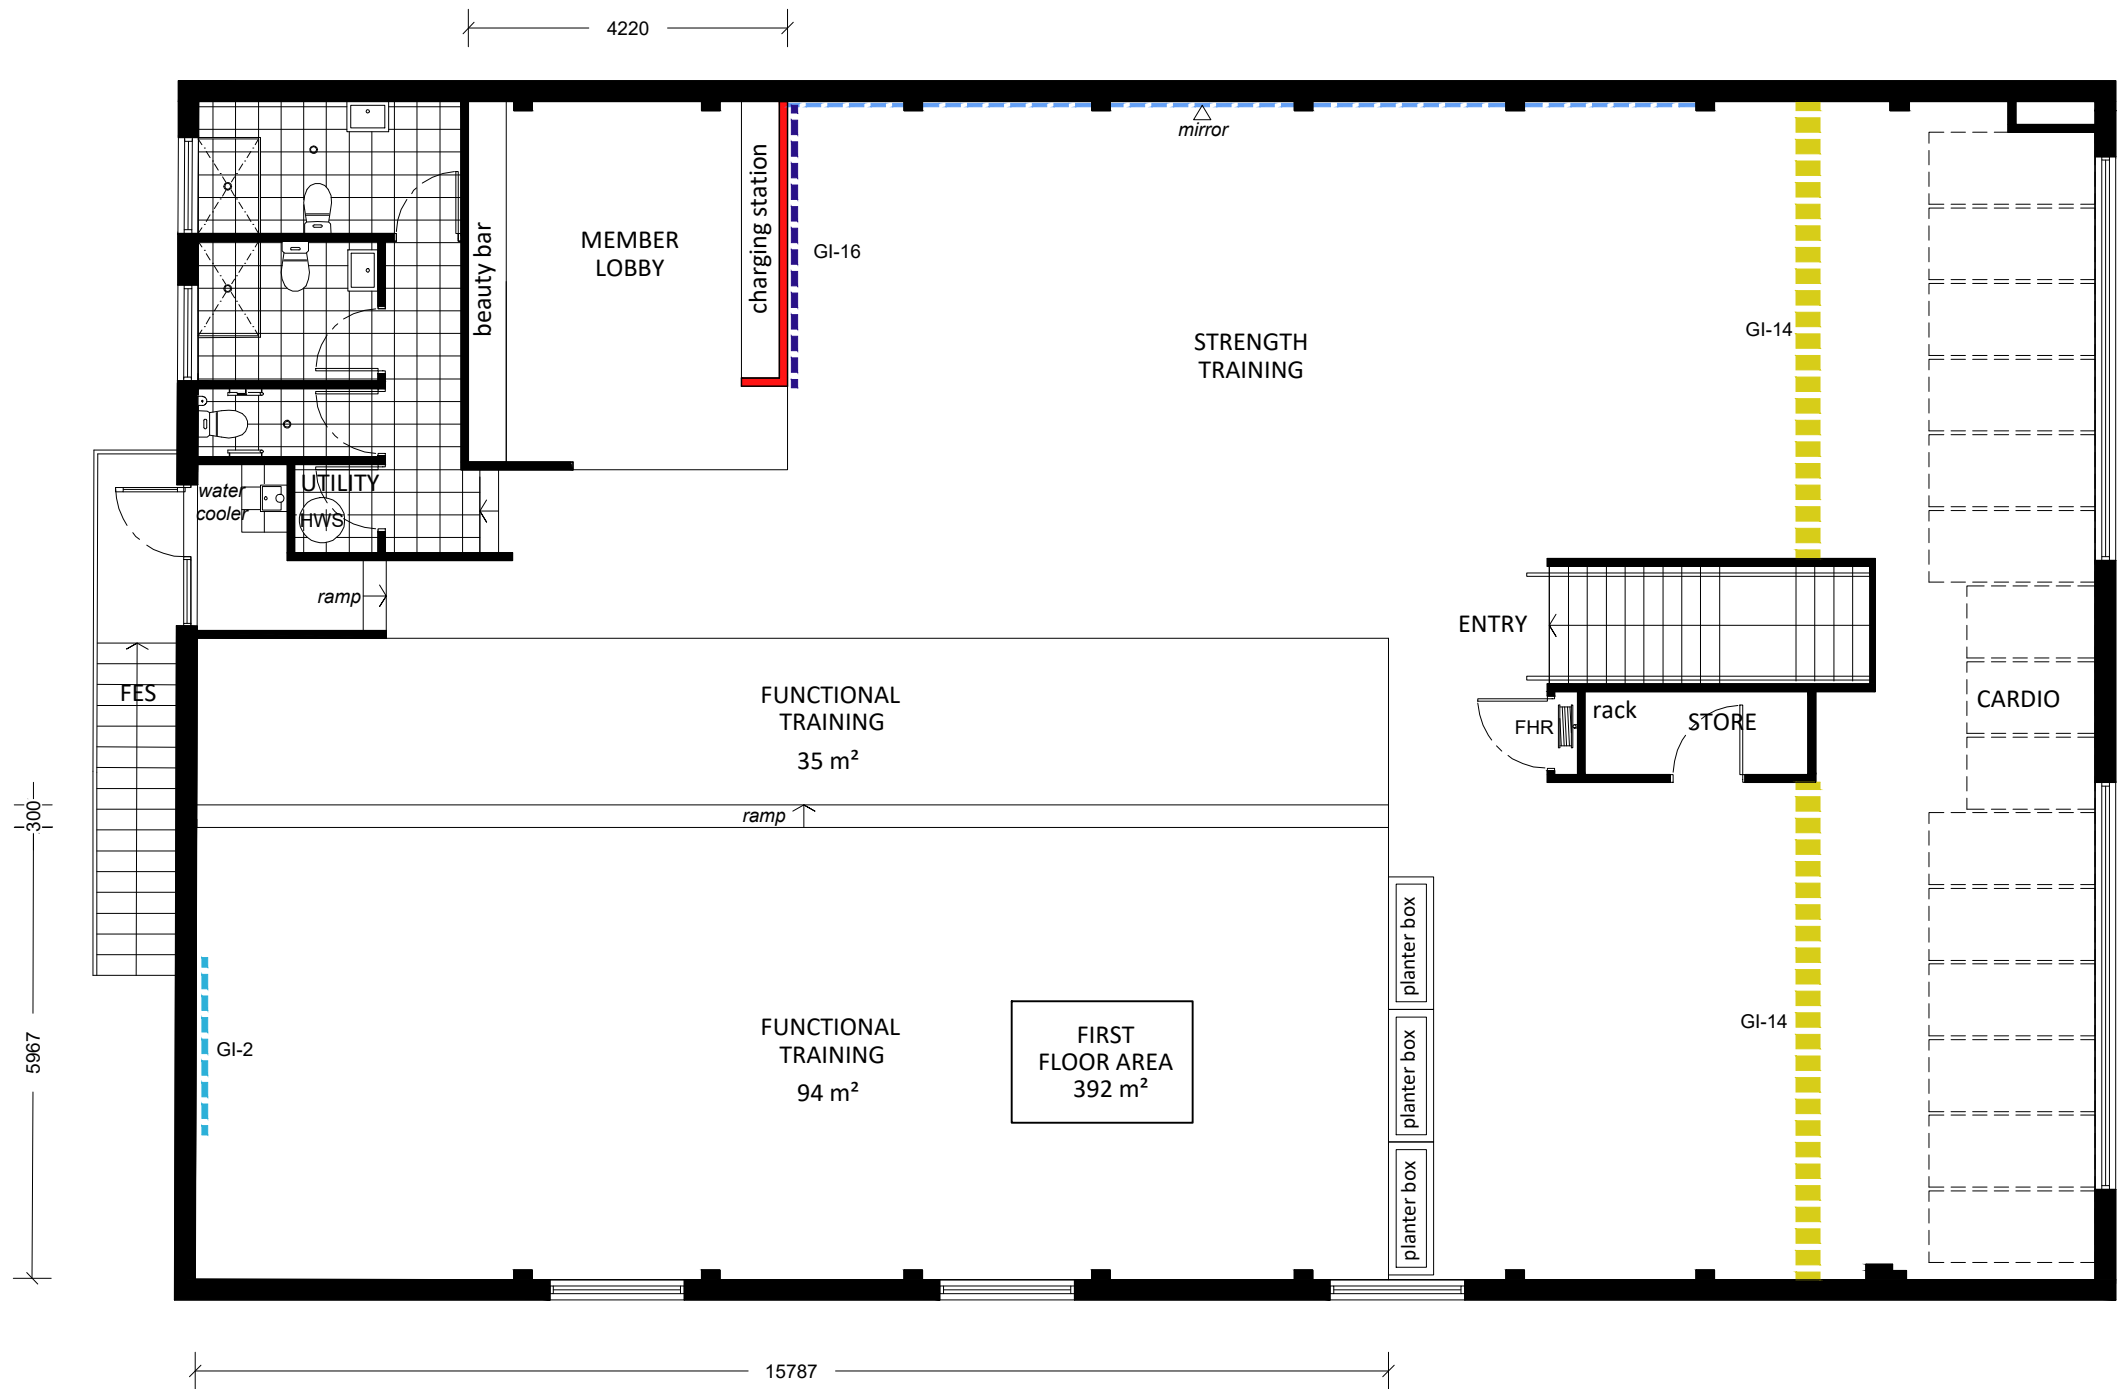 4220
mirror
beauty bar
MEMBER
LOBBY
charging station
GI-16
STRENGTH
TRAINING
GI-14
water
cooler
UTILITY
HWS
ramp
ENTRY
FES
FUNCTIONAL
TRAINING
35 m²
FHR
rack
STORE
CARDIO
300
ramp
planter box
FUNCTIONAL
TRAINING
94 m²
FIRST
FLOOR AREA
392 m²
GI-2
GI-14
5967
planter box
planter box
15787